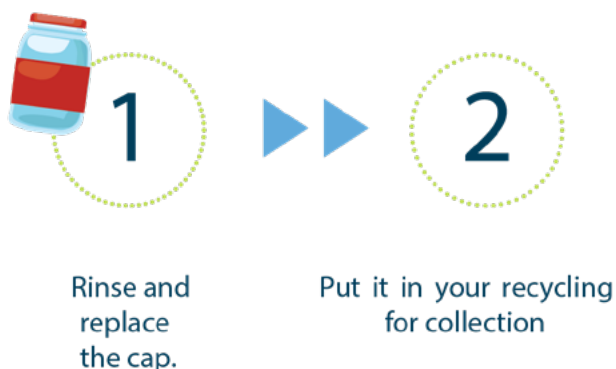 1
2
Rinse and
replace
the cap.
Put it in your recycling
for collection